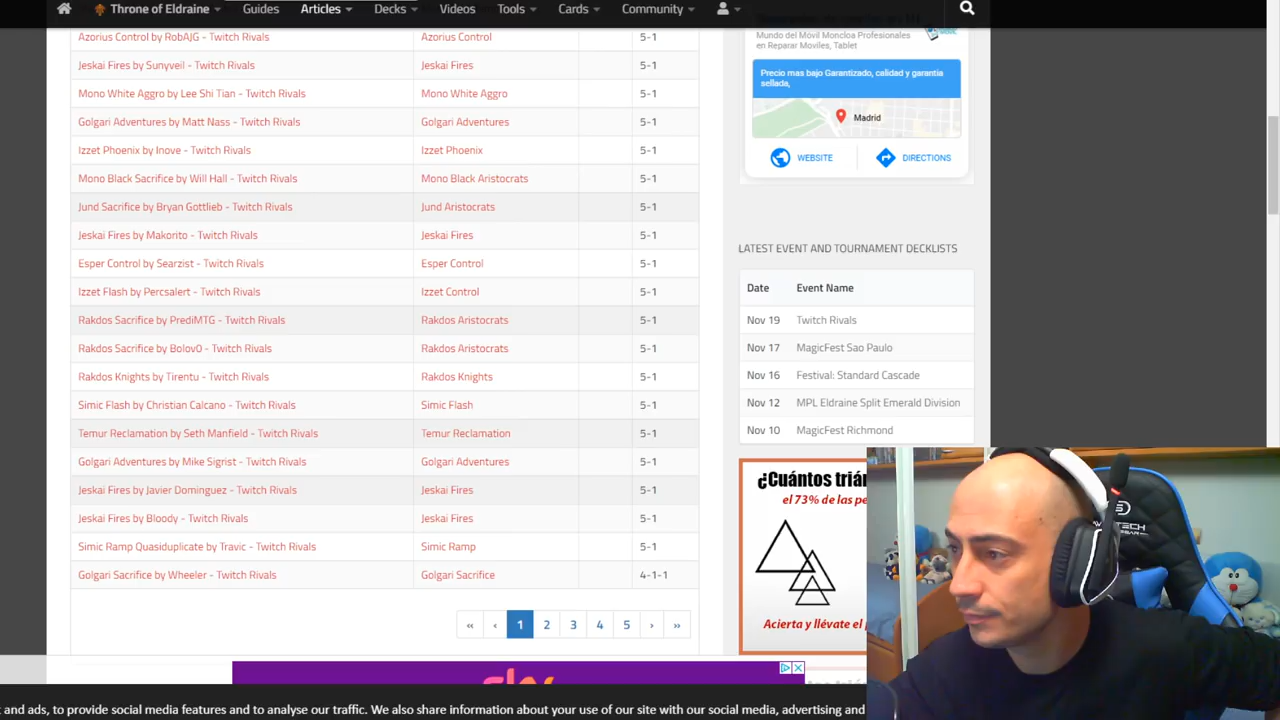 Throne of Eldraine Guides Articles Decks Videos Tools Cards Community
Azorius Control by RobAJG - Twitch Rivals Azorius Control 5-1
Jeskai Fires by Sunyveil - Twitch Rivals Jeskai Fires 5-1
Mono White Aggro by Lee Shi Tian - Twitch Rivals Mono White Aggro 5-1
Golgari Adventures by Matt Nass - Twitch Rivals Golgari Adventures 5-1
Izzet Phoenix by Inove - Twitch Rivals Izzet Phoenix 5-1
Mono Black Sacrifice by Will Hall - Twitch Rivals Mono Black Aristocrats 5-1
Jund Sacrifice by Bryan Gottlieb - Twitch Rivals Jund Aristocrats 5-1
Jeskai Fires by Makorito - Twitch Rivals Jeskai Fires 5-1
Esper Control by Searzist - Twitch Rivals Esper Control 5-1
Izzet Flash by Percsalert - Twitch Rivals Izzet Control 5-1
Rakdos Sacrifice by PrediMTG - Twitch Rivals Rakdos Aristocrats 5-1
Rakdos Sacrifice by Bolov0 - Twitch Rivals Rakdos Aristocrats 5-1
Rakdos Knights by Tirentu - Twitch Rivals Rakdos Knights 5-1
Simic Flash by Christian Calcano - Twitch Rivals Simic Flash 5-1
Temur Reclamation by Seth Manfield - Twitch Rivals Temur Reclamation 5-1
Golgari Adventures by Mike Sigrist - Twitch Rivals Golgari Adventures 5-1
Jeskai Fires by Javier Dominguez - Twitch Rivals Jeskai Fires 5-1
Jeskai Fires by Bloody - Twitch Rivals Jeskai Fires 5-1
Simic Ramp Quasiduplicate by Travic - Twitch Rivals Simic Ramp 5-1
Golgari Sacrifice by Wheeler - Twitch Rivals Golgari Sacrifice 4-1-1
« ‹ 1 2 3 4 5 › »
Mundo del Móvil Moncloa Profesionales
en Reparar Moviles, Tablet
Precio mas bajo Garantizado, calidad y garantia
sellada,
Madrid
WEBSITE DIRECTIONS
LATEST EVENT AND TOURNAMENT DECKLISTS
Date Event Name
Nov 19 Twitch Rivals
Nov 17 MagicFest Sao Paulo
Nov 16 Festival: Standard Cascade
Nov 12 MPL Eldraine Split Emerald Division
Nov 10 MagicFest Richmond
¿Cuántos trián
el 73% de las pe
Acierta y llévate el
sky
and ads, to provide social media features and to analyse our traffic. We also share information about your use of our site with our social media, advertising and